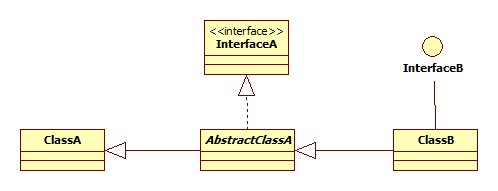 <<interface>>
InterfaceA
InterfaceB
ClassA
AbstractClassA
ClassB